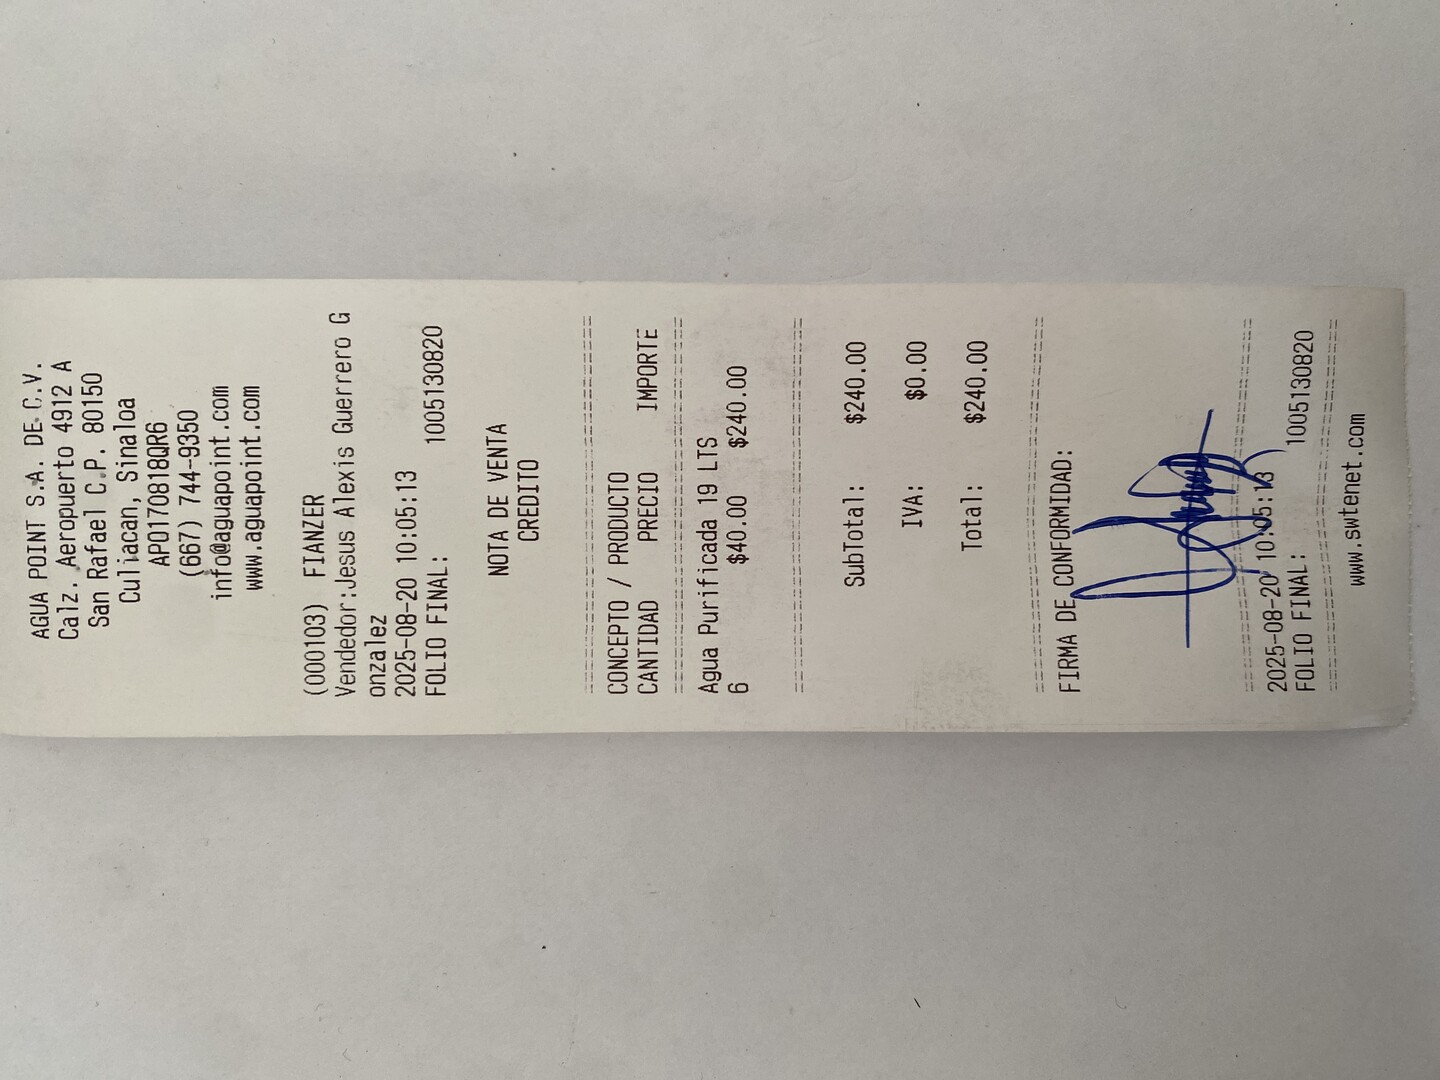 AGUA POINT S.A. DE C.V.
Calz. Aeropuerto 4912 A
San Rafael C.P. 80150
Culiacan, Sinaloa
APO170818QR6
(667) 744-9350
info@aguapoint.com
www.aguapoint.com
(000103) FIANZER
Vendedor:Jesus Alexis Guerrero G
onzalez
2025-08-20 10:05:13
FOLIO FINAL: 1005130820
NOTA DE VENTA
CREDITO
CONCEPTO / PRODUCTO
CANTIDAD PRECIO IMPORTE
Agua Purificada 19 LTS
6 $40.00 $240.00
SubTotal: $240.00
IVA: $0.00
Total: $240.00
FIRMA DE CONFORMIDAD:
2025-08-20 10:05:13
FOLIO FINAL: 1005130820
www.swtenet.com